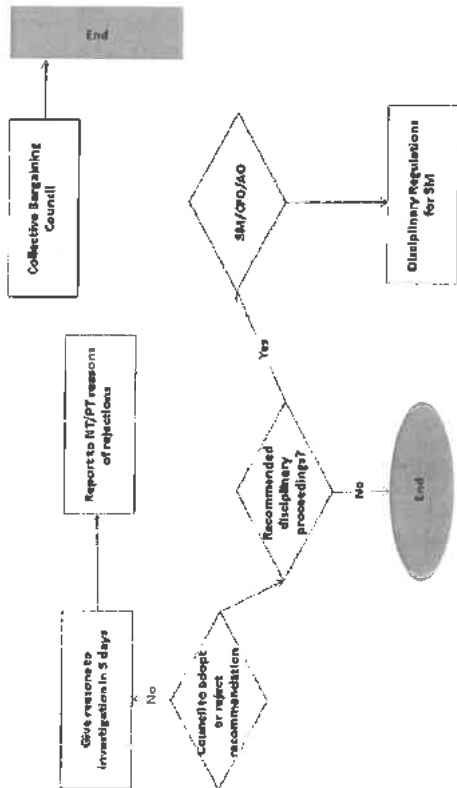 Give reasons to
investigation in 5 days
Report to NT/PT reasons
of rejections
Collective Bargaining
Council
End
No
Council to adopt
or reject
recommendation
Recommended
disciplinary
proceedings?
Yes
SM/CFO/AO
No
End
Disciplinary Regulations
for SM